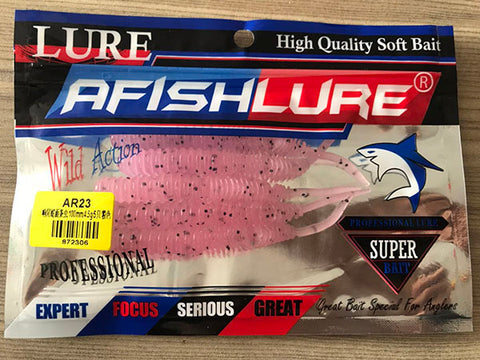 LURE
High Quality Soft Bait
AFISHLURE®
Wild Action
AR23
872306
PROFESSIONAL
PROFESSIONAL LURE
SUPER
BAIT
EXPERT FOCUS SERIOUS GREAT
Great Bait Special For Anglers